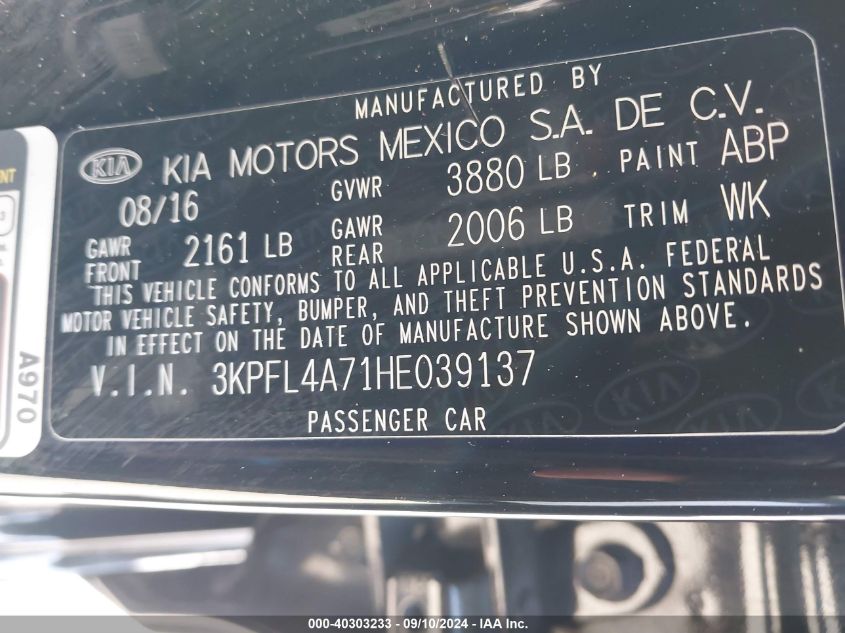 MANUFACTURED BY
KIA KIA MOTORS MEXICO S.A. DE C.V.
08/16 GVWR 3880 LB PAINT ABP
GAWR FRONT 2161 LB GAWR REAR 2006 LB TRIM WK
THIS VEHICLE CONFORMS TO ALL APPLICABLE U.S.A. FEDERAL
MOTOR VEHICLE SAFETY, BUMPER, AND THEFT PREVENTION STANDARDS
IN EFFECT ON THE DATE OF MANUFACTURE SHOWN ABOVE.
V.I.N. 3KPFL4A71HE039137
PASSENGER CAR
A970
000-40303233 - 09/10/2024 - IAA Inc.